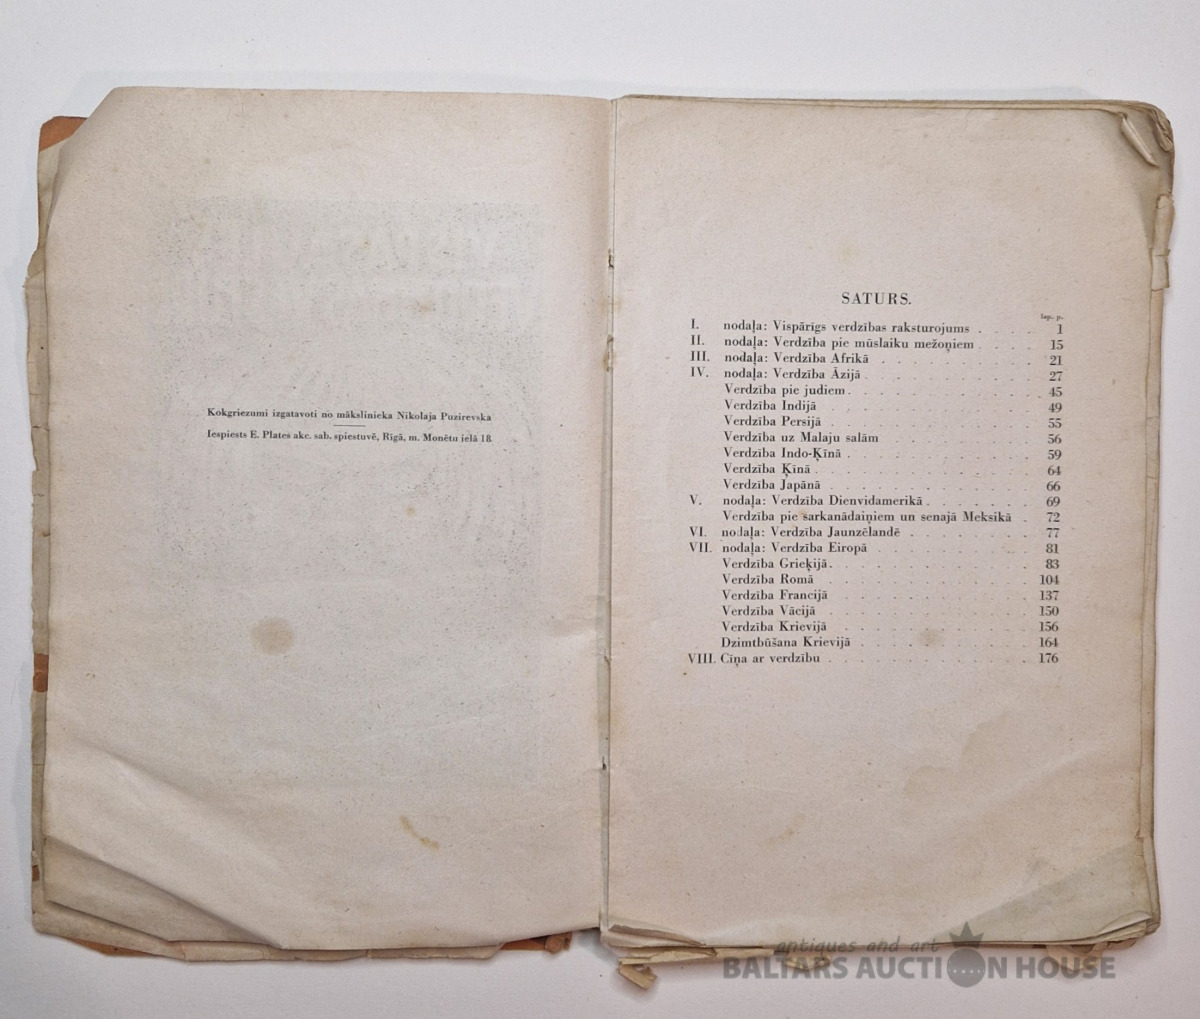 Kokgriezumi izgatavoti no mākslinieka Nikolaja Puzirevska
Iespiests E. Plates akc. sab. spiestuvē, Rīgā, m. Monētu ielā 18.
SATURS.
lap. p.
I. nodaļa: Vispārīgs verdzības raksturojums . . . . 1
II. nodaļa: Verdzība pie mūslaiku mežoņiem . . . . 15
III. nodaļa: Verdzība Afrikā . . . . . . . . . 21
IV. nodaļa: Verdzība Āzijā . . . . . . . . . . 27
Verdzība pie judiem . . . . . . . . . . . 45
Verdzība Indijā . . . . . . . . . . . . 49
Verdzība Persijā . . . . . . . . . . . . 55
Verdzība uz Malaju salām . . . . . . . . . 56
Verdzība Indo-Ķīnā . . . . . . . . . . . 59
Verdzība Ķīnā . . . . . . . . . . . . . 64
Verdzība Japānā . . . . . . . . . . . . 66
V. nodaļa: Verdzība Dienvidamerikā . . . . . . 69
Verdzība pie sarkanādaiņiem un senajā Meksikā . 72
VI. nodaļa: Verdzība Jaunzēlandē . . . . . . . 77
VII. nodaļa: Verdzība Eiropā . . . . . . . . . 81
Verdzība Grieķijā . . . . . . . . . . . . 83
Verdzība Romā . . . . . . . . . . . . . 104
Verdzība Francijā . . . . . . . . . . . . 137
Verdzība Vācijā . . . . . . . . . . . . 150
Verdzība Krievijā . . . . . . . . . . . . 156
Dzimtbūšana Krievijā . . . . . . . . . . 164
VIII. Cīņa ar verdzību . . . . . . . . . . . . 176
antiques and art
BALTARS AUCTION HOUSE